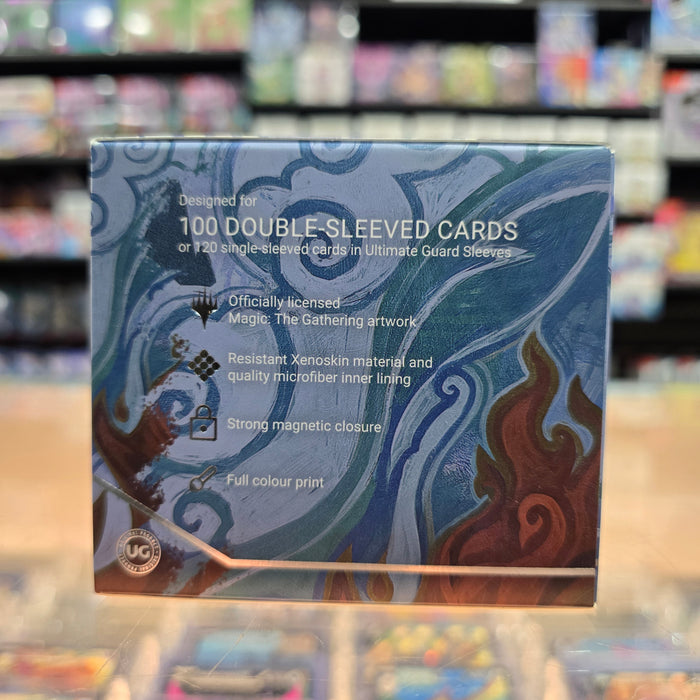 Designed for
100 DOUBLE-SLEEVED CARDS
or 120 single-sleeved cards in Ultimate Guard Sleeves
Officially licensed
Magic: The Gathering artwork
Resistant Xenoskin material and
quality microfiber inner lining
Strong magnetic closure
Full colour print
UG